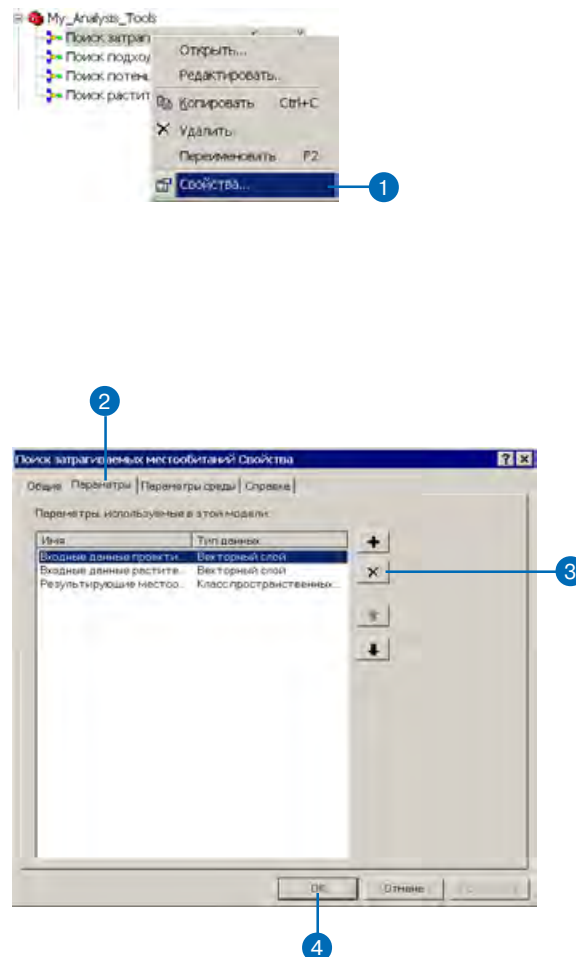 My_Analysis_Tools
Поиск затраг
Поиск подход
Поиск потен
Поиск растит
Открыть...
Редактировать...
Копировать Ctrl+C
Удалить
Переименовать F2
Свойства...
1
2
Поиск затрагиваемых местообитаний Свойства
Общие Параметры Параметры среды Справка
Параметры, используемые в этой модели:
Имя Тип данных
Входные данные проекти... Векторный слой
Входные данные растите... Векторный слой
Результирующие местоо... Класс пространственных...
3
OK Отмена
4